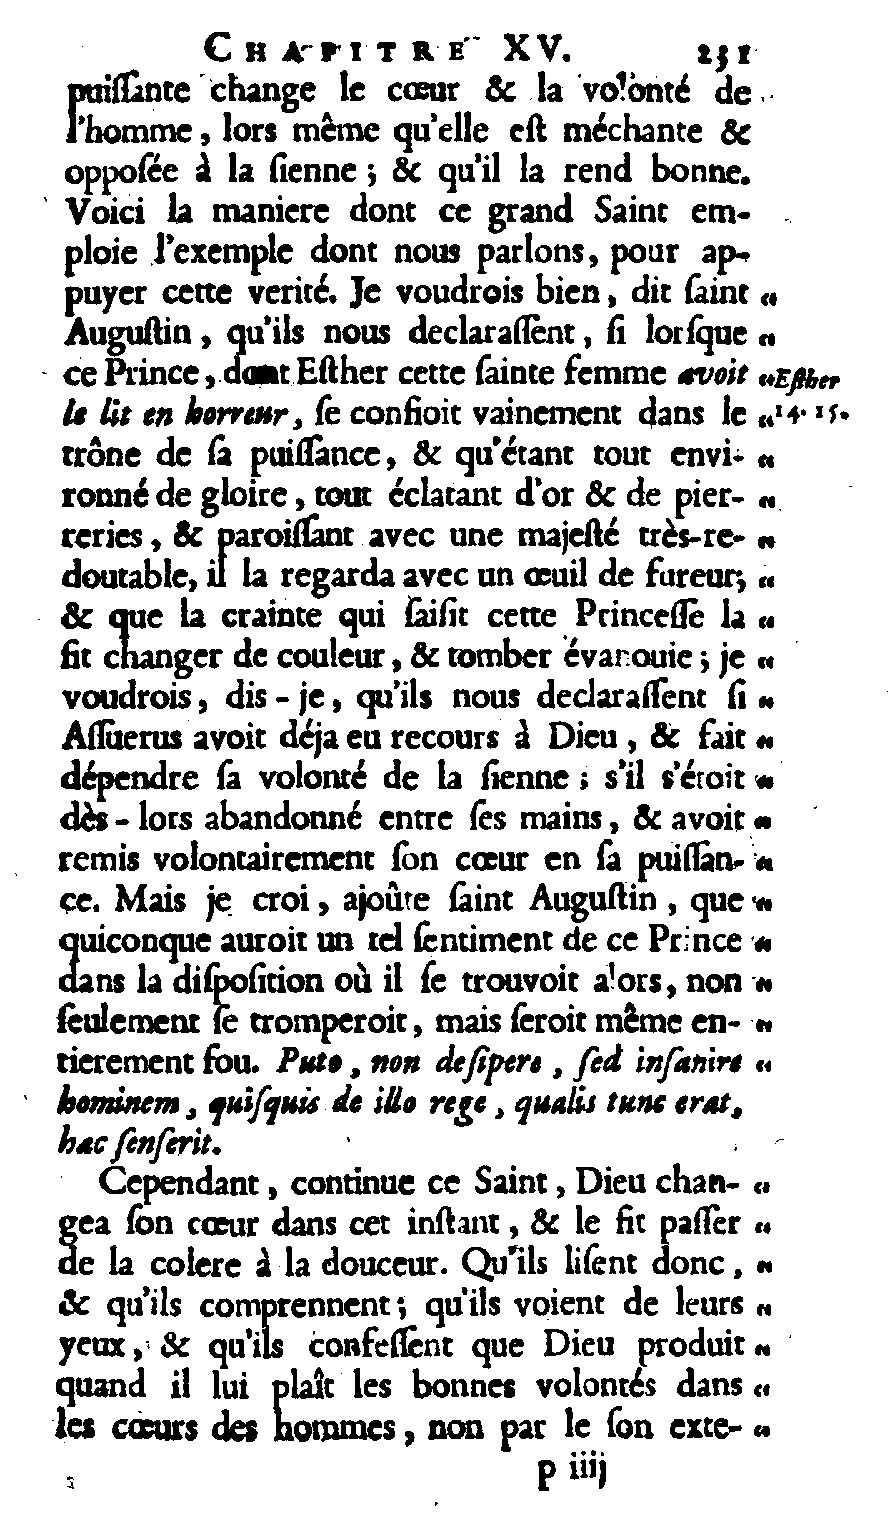 CHAPITRE XV. 231
puiſſante change le cœur & la volonté de
l'homme, lors même qu'elle eſt méchante &
oppoſée à la ſienne ; & qu'il la rend bonne.
Voici la maniere dont ce grand Saint em-
ploie l'exemple dont nous parlons, pour ap-
puyer cette verité. Je voudrois bien, dit ſaint „
Auguſtin, qu'ils nous declaraſſent, ſi lorſque „
ce Prince, dont Eſther cette ſainte femme avoit „ Eſther
le lit en horreur, ſe confioit vainement dans le „ 14. 15.
trône de ſa puiſſance, & qu'étant tout envi- „
ronné de gloire, tout éclatant d'or & de pier- „
reries, & paroiſſant avec une majeſté très-re- „
doutable, il la regarda avec un œuil de fureur; „
& que la crainte qui ſaiſit cette Princeſſe la „
fit changer de couleur, & tomber évanouie ; je „
voudrois, dis-je, qu'ils nous declaraſſent ſi „
Aſſuerus avoit déja eu recours à Dieu, & fait „
dépendre ſa volonté de la ſienne ; s'il s'étoit „
dès-lors abandonné entre ſes mains, & avoit „
remis volontairement ſon cœur en ſa puiſſan- „
ce. Mais je croi, ajoûte ſaint Auguſtin, que „
quiconque auroit un tel ſentiment de ce Prince „
dans la diſpoſition où il ſe trouvoit alors, non „
ſeulement ſe tromperoit, mais ſeroit même en- „
tierement fou. Puto, non deſipere, ſed inſanire „
hominem, quiſquis de illo rege, qualis tunc erat,
hac ſenſerit.
Cependant, continue ce Saint, Dieu chan- „
gea ſon cœur dans cet inſtant, & le fit paſſer „
de la colere à la douceur. Qu'ils liſent donc, „
& qu'ils comprennent ; qu'ils voient de leurs „
yeux, & qu'ils confeſſent que Dieu produit „
quand il lui plaît les bonnes volontés dans „
les cœurs des hommes, non par le ſon exte- „
p iiij